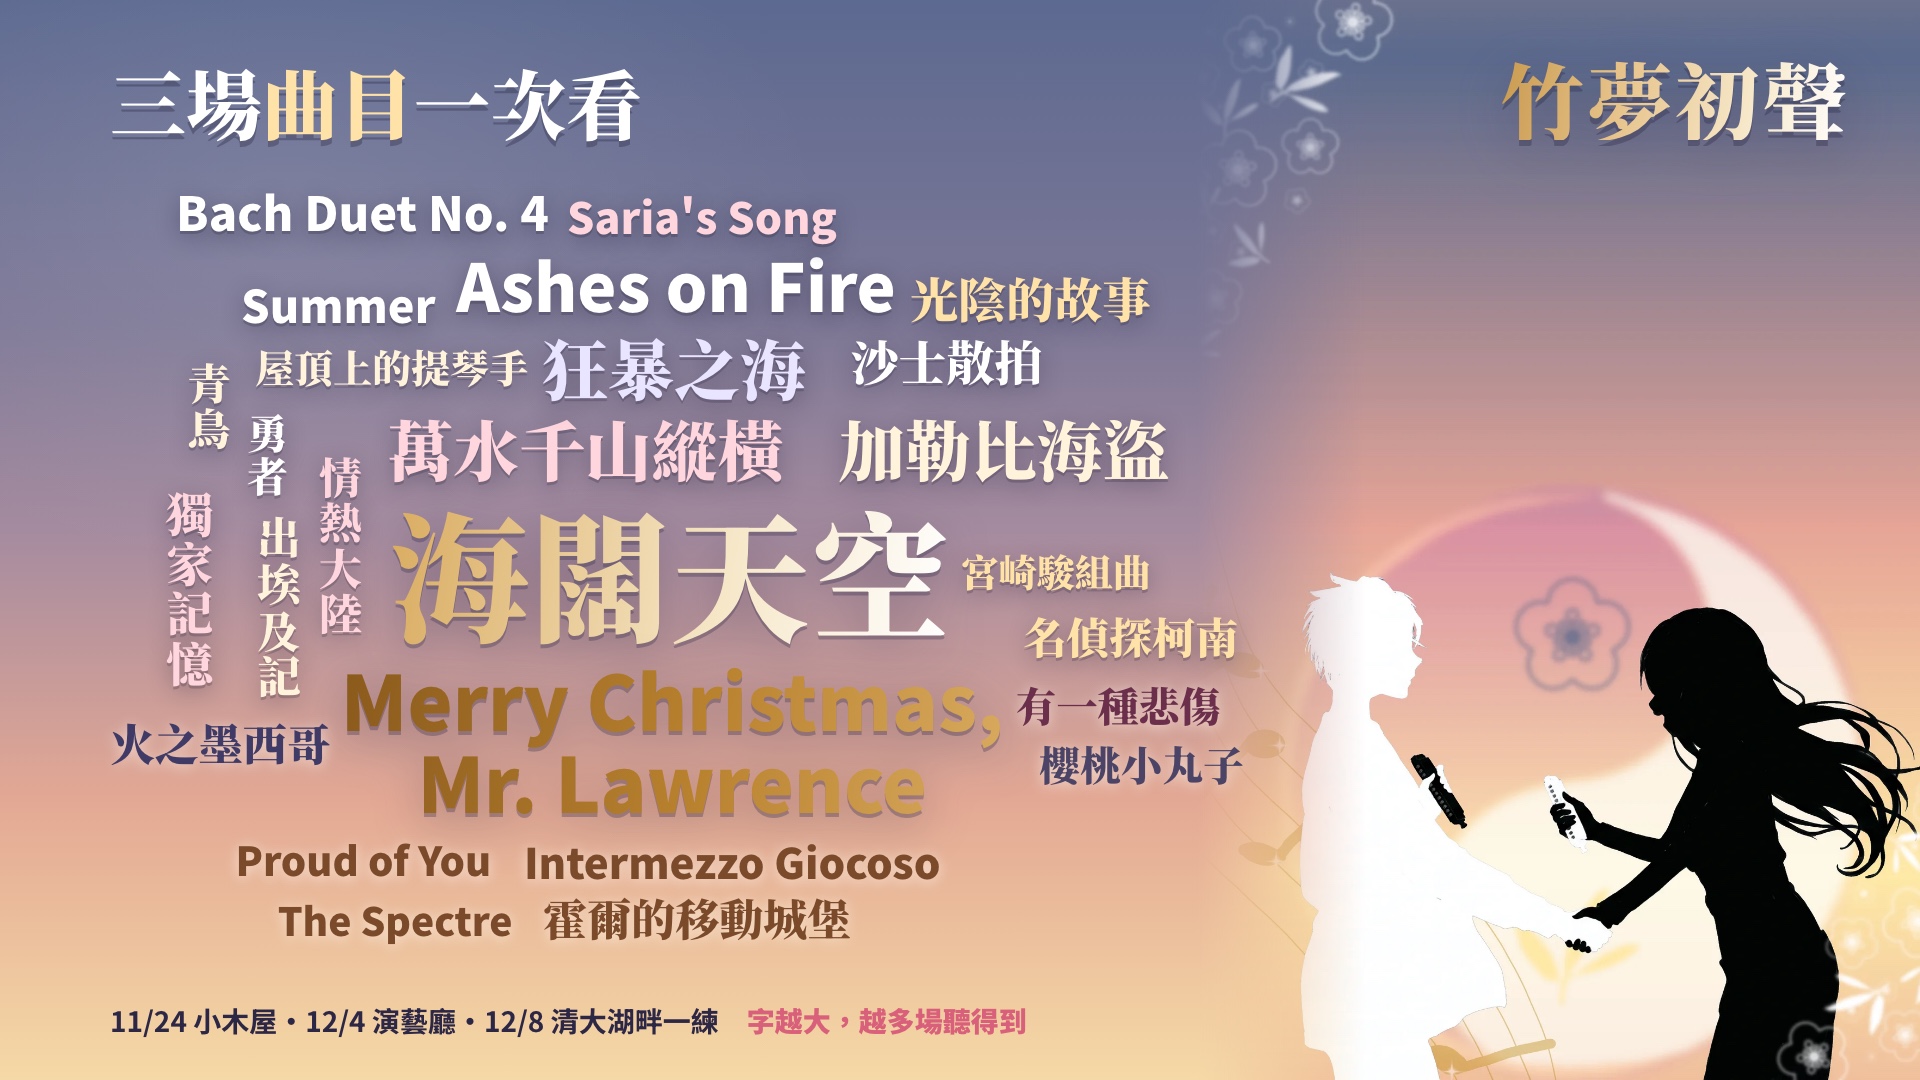 三場曲目一次看
竹夢初聲
Bach Duet No. 4
Saria's Song
Summer
Ashes on Fire
光陰的故事
屋頂上的提琴手
狂暴之海
沙士散拍
青鳥
勇者
情熱大陸
萬水千山縱橫
加勒比海盜
獨家記憶
出埃及記
海闊天空
宮崎駿組曲
名偵探柯南
火之墨西哥
Merry Christmas,
Mr. Lawrence
有一種悲傷
櫻桃小丸子
Proud of You
Intermezzo Giocoso
The Spectre
霍爾的移動城堡
11/24 小木屋・12/4 演藝廳・12/8 清大湖畔一練
字越大，越多場聽得到